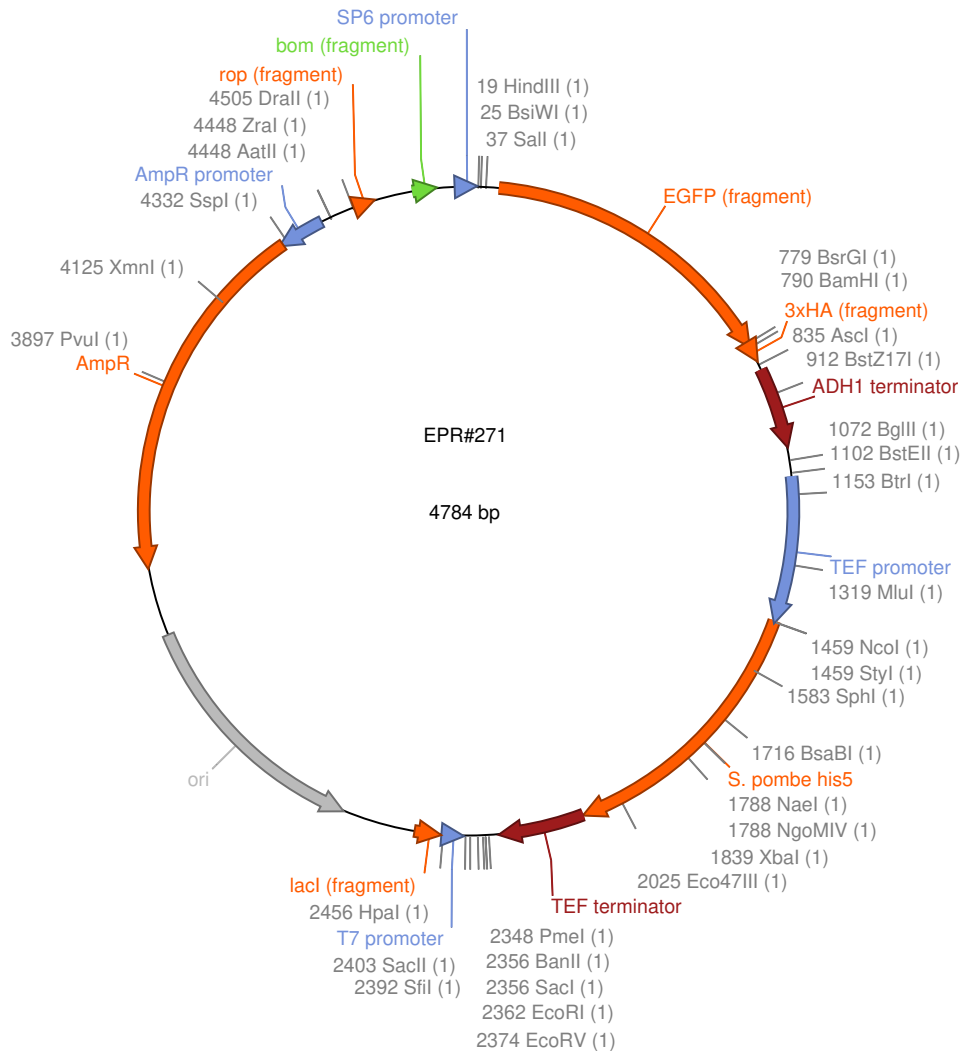 SP6 promoter
bom (fragment)
rop (fragment)
4505 DraII (1)
4448 ZraI (1)
4448 AatII (1)
AmpR promoter
4332 SspI (1)
4125 XmnI (1)
3897 PvuI (1)
AmpR
19 HindIII (1)
25 BsiWI (1)
37 SalI (1)
EGFP (fragment)
779 BsrGI (1)
790 BamHI (1)
3xHA (fragment)
835 AscI (1)
912 BstZ17I (1)
ADH1 terminator
1072 BglII (1)
1102 BstEII (1)
1153 BtrI (1)
TEF promoter
1319 MluI (1)
1459 NcoI (1)
1459 StyI (1)
1583 SphI (1)
1716 BsaBI (1)
S. pombe his5
1788 NaeI (1)
1788 NgoMIV (1)
1839 XbaI (1)
2025 Eco47III (1)
TEF terminator
2348 PmeI (1)
2356 BanII (1)
2356 SacI (1)
2362 EcoRI (1)
2374 EcoRV (1)
EPR#271
4784 bp
ori
lacI (fragment)
2456 HpaI (1)
T7 promoter
2403 SacII (1)
2392 SfiI (1)